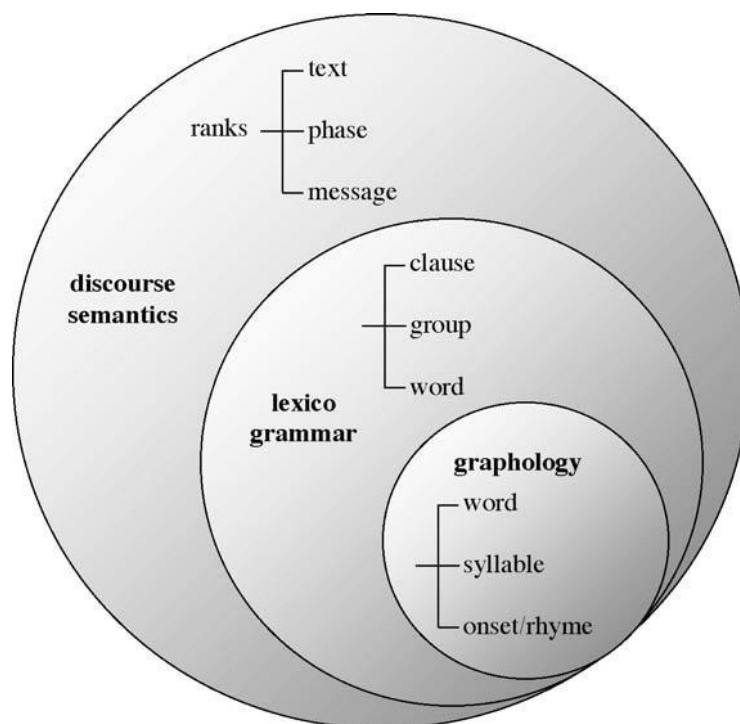 text
ranks
phase
message
discourse
semantics
clause
group
word
lexico
grammar
graphology
word
syllable
onset/rhyme